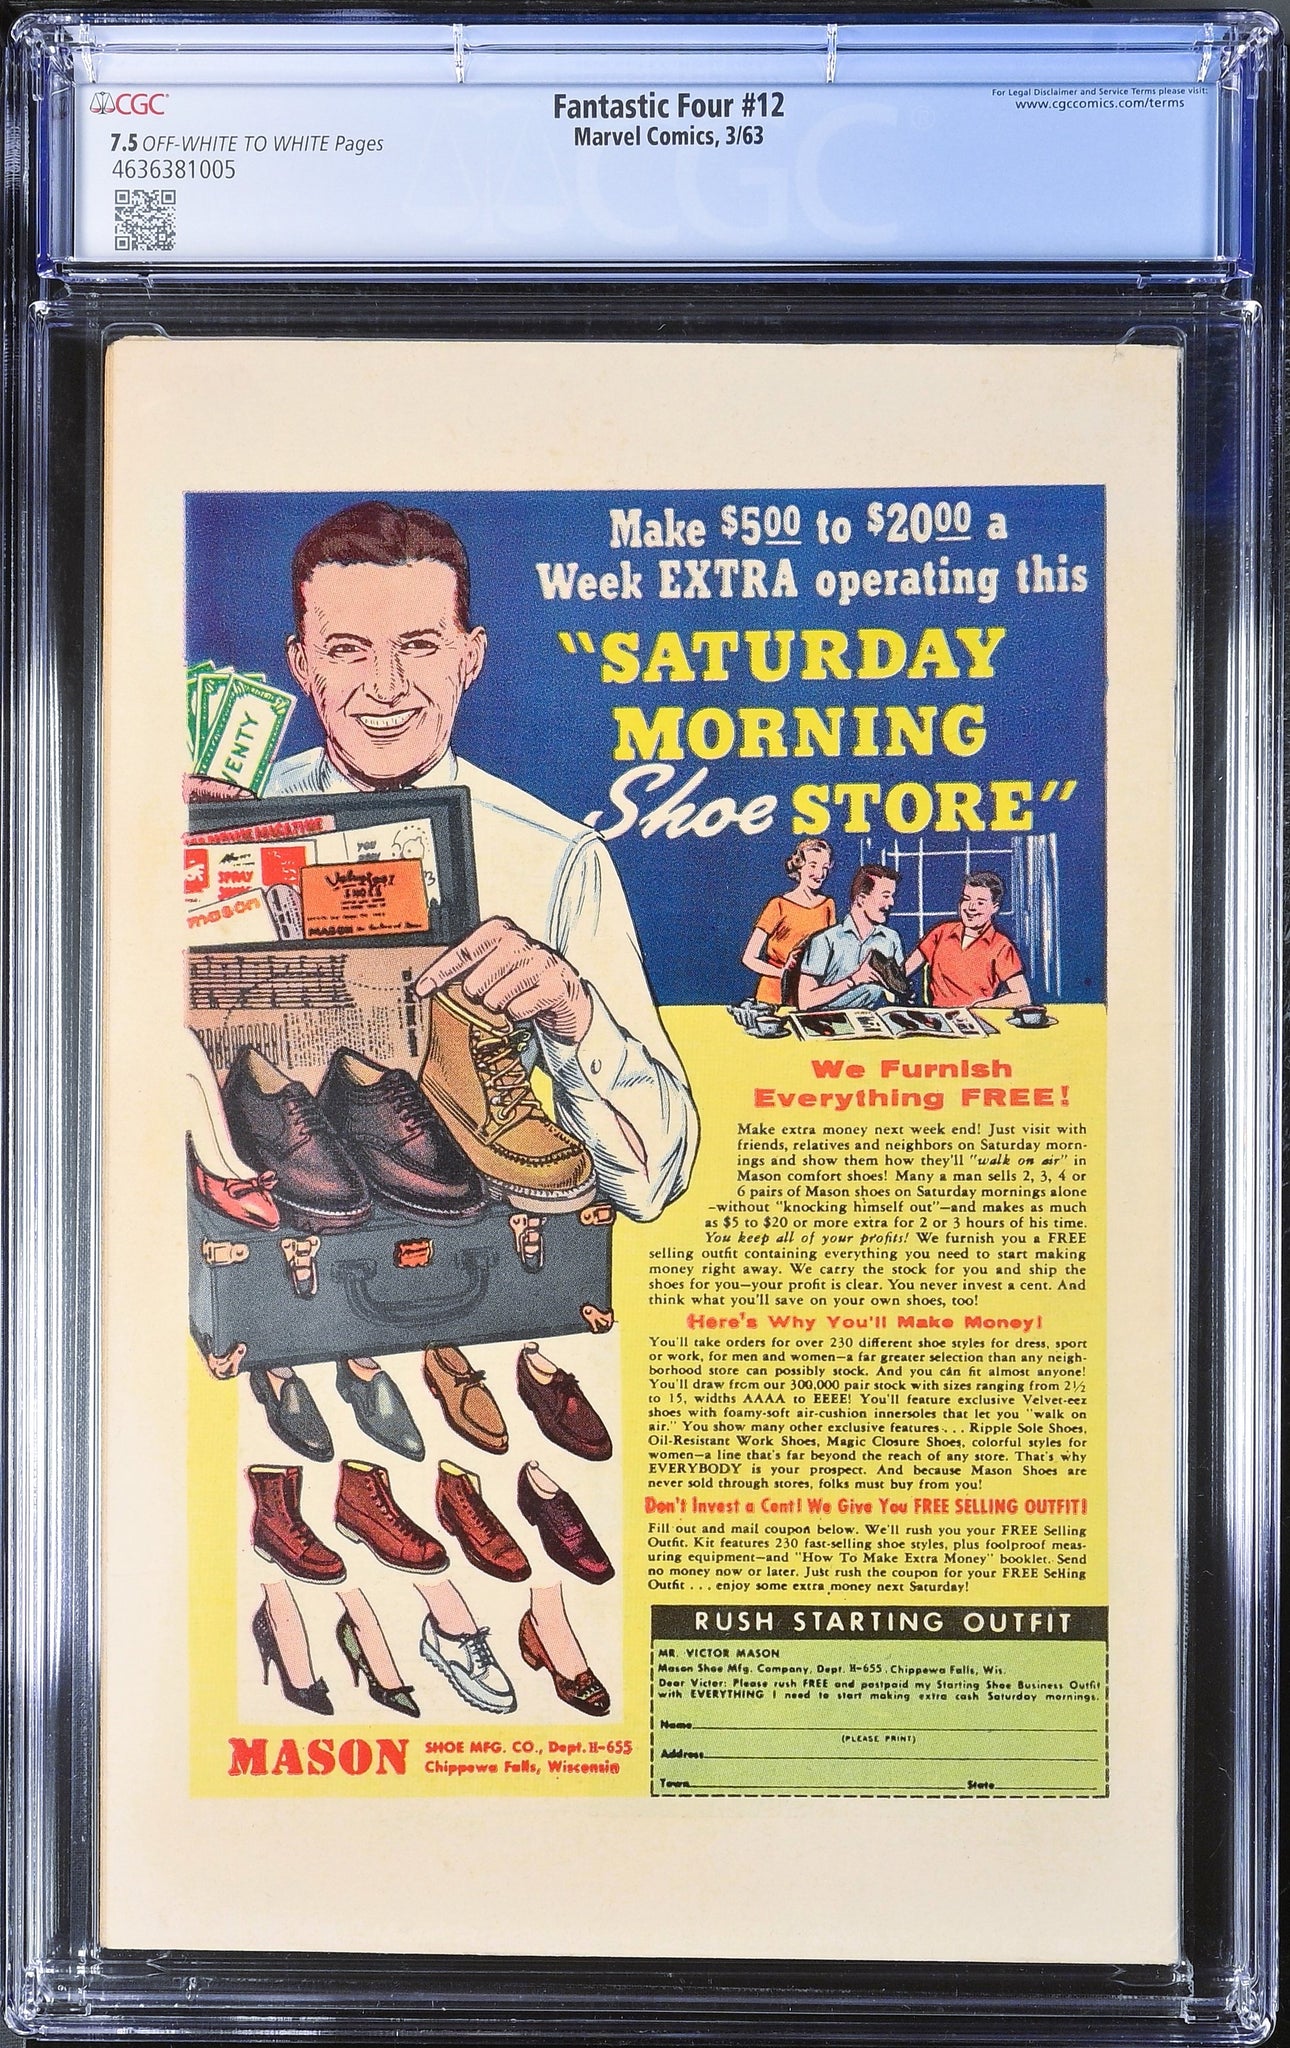 CGC
Fantastic Four #12
Marvel Comics, 3/63
For Legal Disclaimer and Service Terms please visit:
www.cgccomics.com/terms
7.5 OFF-WHITE TO WHITE Pages
4636381005
Make $5.00 to $20.00 a
Week EXTRA operating this
"SATURDAY
MORNING
Shoe STORE"
VENTY
MAGAZINE
SPRAY
mason
SHOES
MASON
We Furnish
Everything FREE!
Make extra money next week end! Just visit with
friends, relatives and neighbors on Saturday morn-
ings and show them how they'll "walk on air" in
Mason comfort shoes! Many a man sells 2, 3, 4 or
6 pairs of Mason shoes on Saturday mornings alone
-without "knocking himself out"—and makes as much
as $5 to $20 or more extra for 2 or 3 hours of his time.
You keep all of your profits! We furnish you a FREE
selling outfit containing everything you need to start making
money right away. We carry the stock for you and ship the
shoes for you—your profit is clear. You never invest a cent. And
think what you'll save on your own shoes, too!
Here's Why You'll Make Money!
You'll take orders for over 230 different shoe styles for dress, sport
or work, for men and women—a far greater selection than any neigh-
borhood store can possibly stock. And you can fit almost anyone!
You'll draw from our 300,000 pair stock with sizes ranging from 2½
to 15, widths AAAA to EEEE! You'll feature exclusive Velvet-eez
shoes with foamy-soft air-cushion innersoles that let you "walk on
air." You show many other exclusive features . . . Ripple Sole Shoes,
Oil-Resistant Work Shoes, Magic Closure Shoes, colorful styles for
women—a line that's far beyond the reach of any store. That's why
EVERYBODY is your prospect. And because Mason Shoes are
never sold through stores, folks must buy from you!
Don't Invest a Cent! We Give You FREE SELLING OUTFIT!
Fill out and mail coupon below. We'll rush you your FREE Selling
Outfit. Kit features 230 fast-selling shoe styles, plus foolproof meas-
uring equipment—and "How To Make Extra Money" booklet. Send
no money now or later. Just rush the coupon for your FREE Selling
Outfit . . . enjoy some extra money next Saturday!
RUSH STARTING OUTFIT
MR. VICTOR MASON
Mason Shoe Mfg. Company, Dept. H-655, Chippewa Falls, Wis.
Dear Victor: Please rush FREE and postpaid my Starting Shoe Business Outfit
with EVERYTHING I need to start making extra cash Saturday mornings.
Name
(PLEASE PRINT)
Address
Town State
MASON SHOE MFG. CO., Dept. H-655
Chippewa Falls, Wisconsin